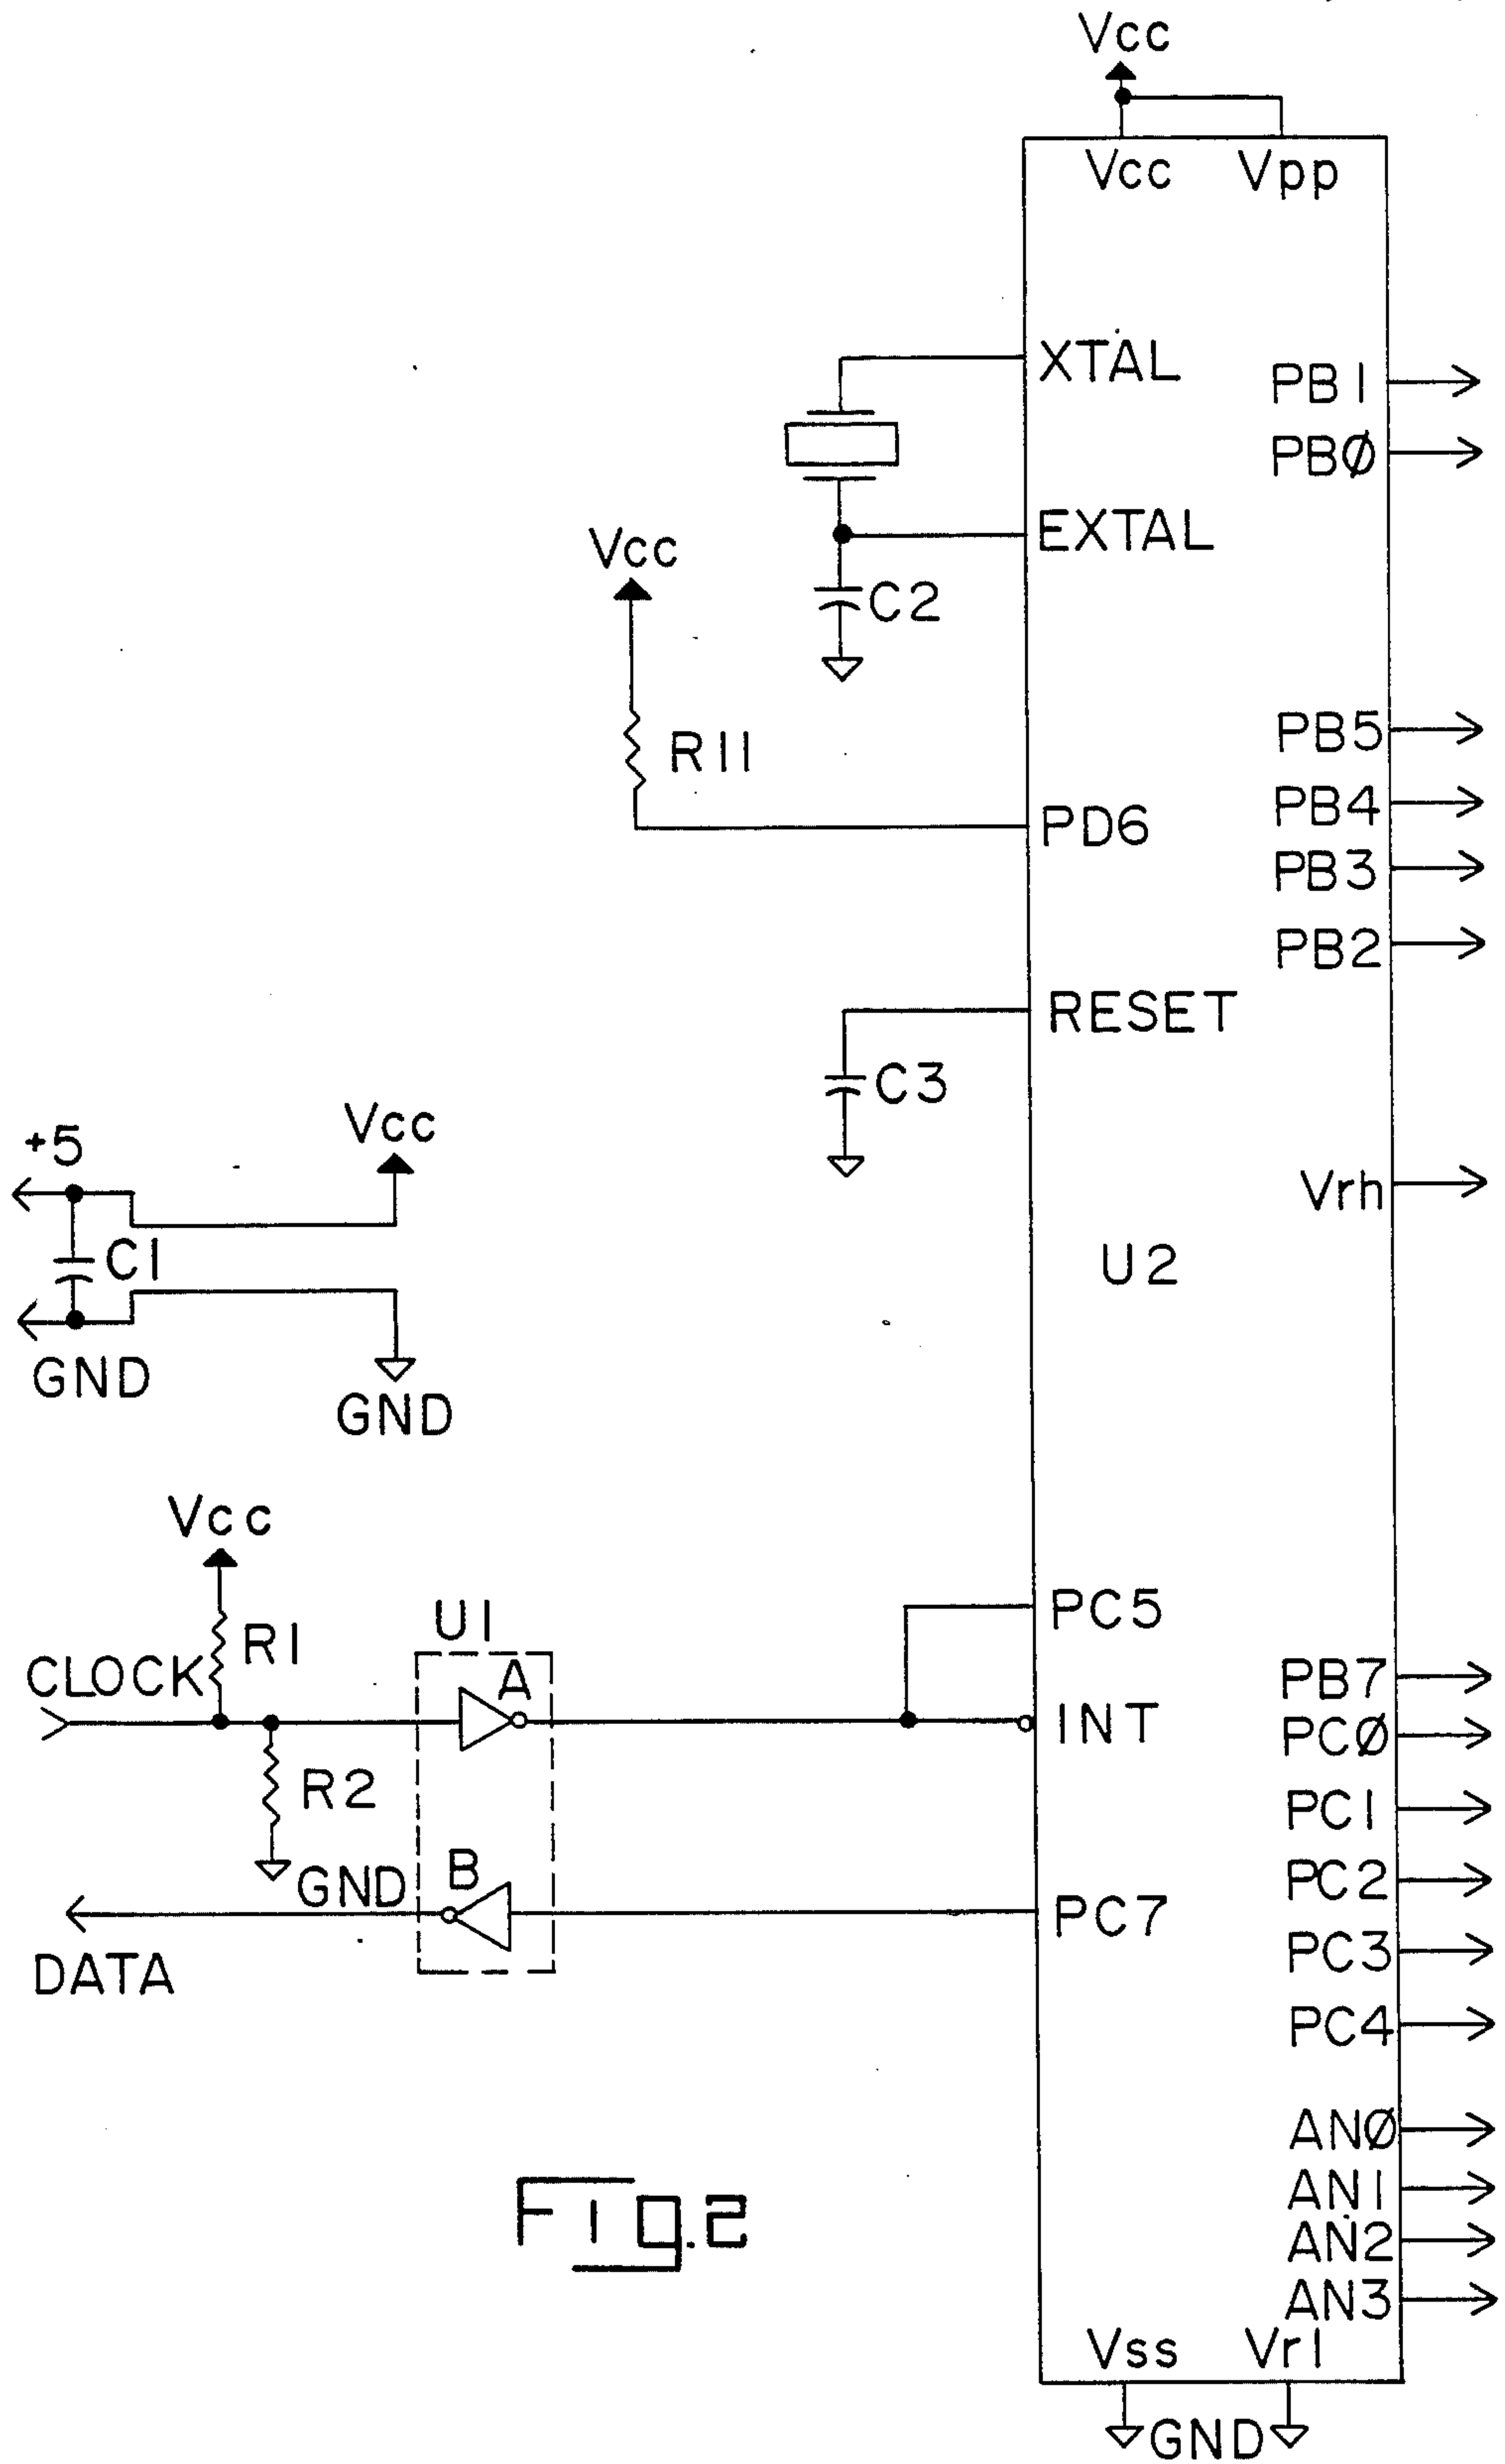 Vcc
Vcc Vpp
XTAL
PB1
PBØ
EXTAL
Vcc
C2
PB5
R11
PB4
PD6
PB3
PB2
RESET
C3
+5
Vcc
Vrh
C1
U2
GND
GND
Vcc
PC5
U1
R1
CLOCK
A
PB7
INT
PCØ
R2
PC1
GND
B
PC2
PC7
PC3
DATA
PC4
ANØ
AN1
Fig.2
AN2
AN3
Vss Vrl
GND